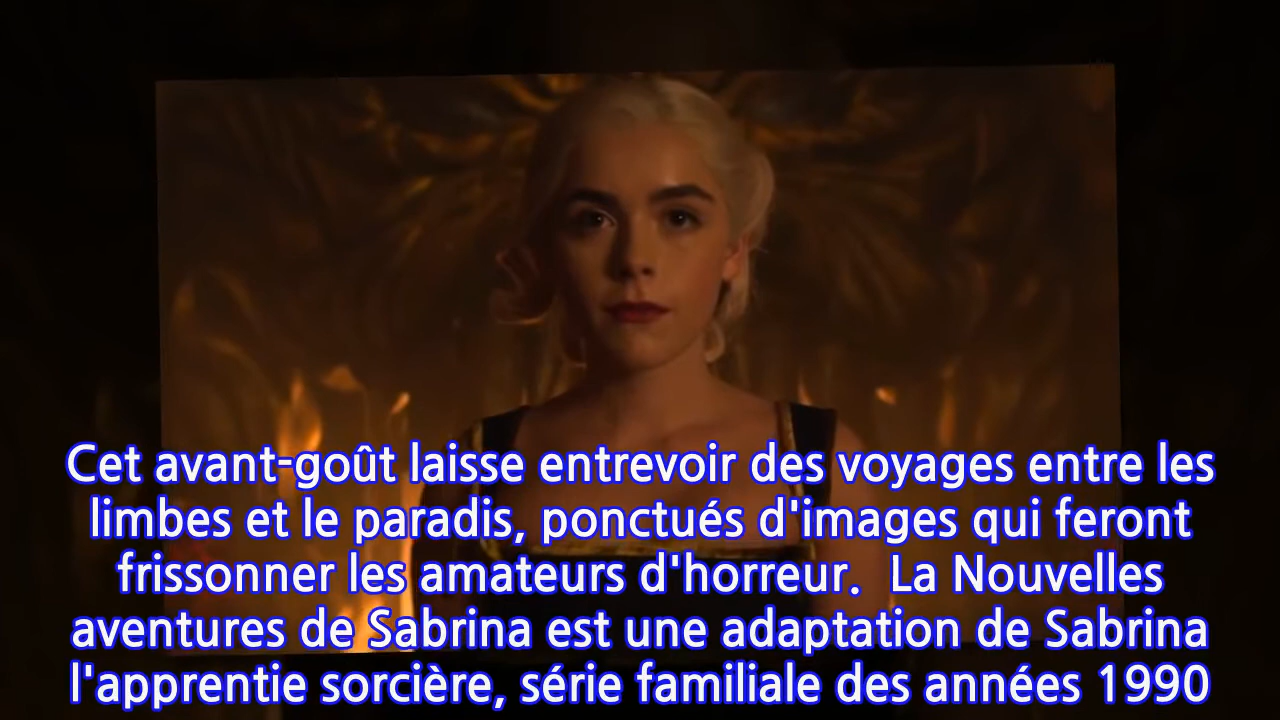 Cet avant-goût laisse entrevoir des voyages entre les
limbes et le paradis, ponctués d'images qui feront
frissonner les amateurs d'horreur.  La Nouvelles
aventures de Sabrina est une adaptation de Sabrina
l'apprentie sorcière, série familiale des années 1990